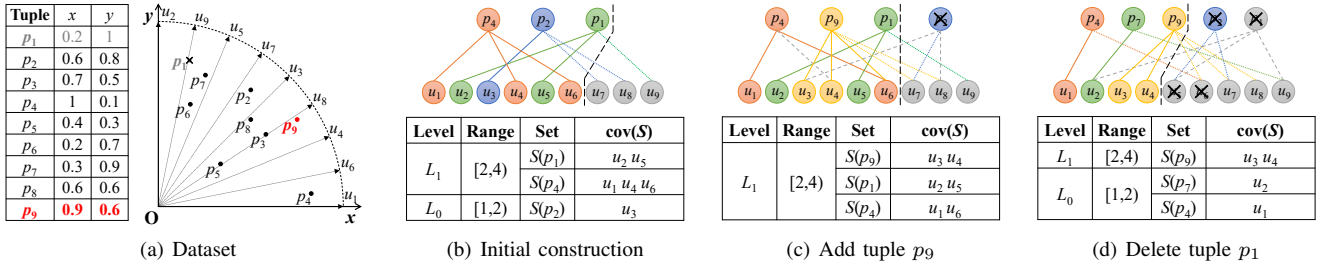 Tuple x y
p1 0.2 1
p2 0.6 0.8
p3 0.7 0.5
p4 1 0.1
p5 0.4 0.3
p6 0.2 0.7
p7 0.3 0.9
p8 0.6 0.6
p9 0.9 0.6
y
u2
u9
u5
u7
u3
u8
u4
u6
u1
p1
p7
p6
p2
p8
p9
p3
p5
p4
O
x
(a) Dataset
p4 p2 p1
u1 u2 u3 u4 u5 u6 u7 u8 u9
Level Range Set cov(S)
L1 [2,4) S(p1) u2 u5
S(p4) u1 u4 u6
L0 [1,2) S(p2) u3
(b) Initial construction
p4 p9 p1
u1 u2 u3 u4 u5 u6 u7 u8 u9
Level Range Set cov(S)
L1 [2,4) S(p9) u3 u4
S(p1) u2 u5
S(p4) u1 u6
(c) Add tuple p9
p4 p7 p9
u1 u2 u3 u4 u5 u6 u7 u8 u9
Level Range Set cov(S)
L1 [2,4) S(p9) u3 u4
L0 [1,2) S(p7) u2
S(p4) u1
(d) Delete tuple p1